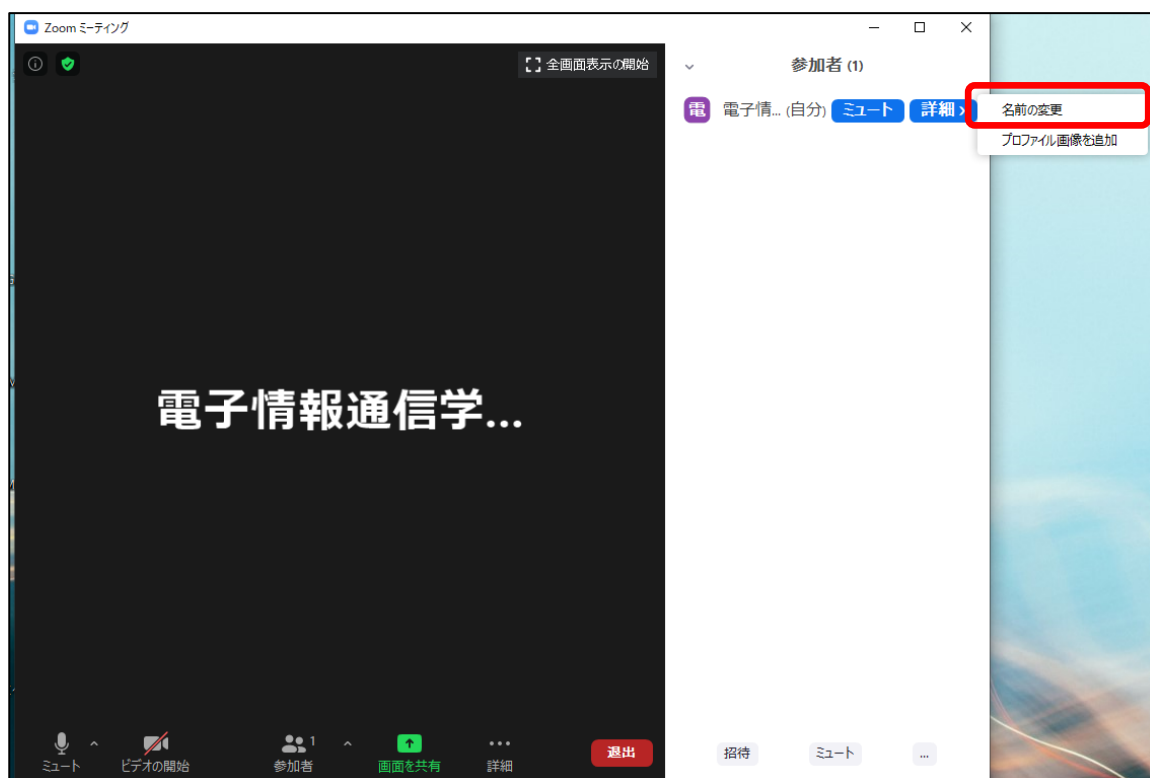 Zoom ミーティング
全画面表示の開始
参加者 (1)
電 電子情... (自分) ミュート 詳細 >
名前の変更
プロファイル画像を追加
電子情報通信学...
ミュート ビデオの開始 参加者 1 画面を共有 ... 詳細 退出
招待 ミュート ...